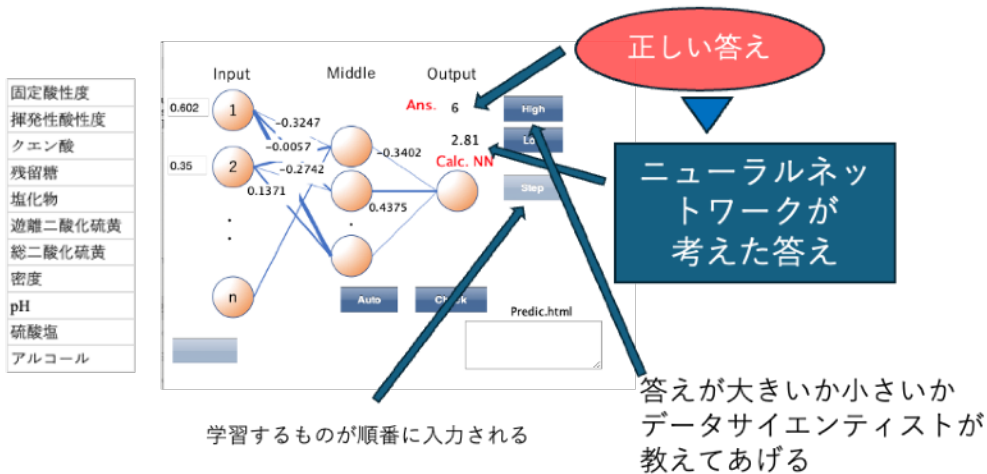 正しい答え
Input
Middle
Output
固定酸性度
揮発性酸性度
クエン酸
残留糖
塩化物
遊離二酸化硫黄
総二酸化硫黄
密度
pH
硫酸塩
アルコール
0.602
1
-0.3247
-0.0057
0.35
2
-0.2742
0.1371
n
-0.3402
0.4375
Ans. 6
2.81
Calc. NN
High
Step
Auto
Predic.html
ニューラルネッ
トワークが
考えた答え
学習するものが順番に入力される
答えが大きいか小さいか
データサイエンティストが
教えてあげる